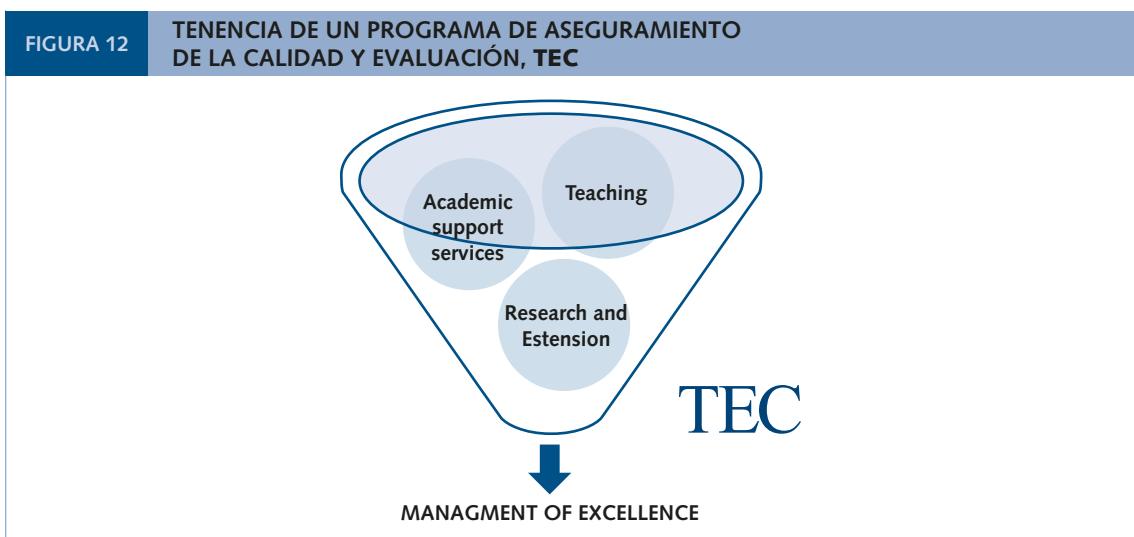 FIGURA 12
TENENCIA DE UN PROGRAMA DE ASEGURAMIENTO
DE LA CALIDAD Y EVALUACIÓN, TEC
Academic
support
services
Teaching
Research and
Estension
TEC
MANAGMENT OF EXCELLENCE